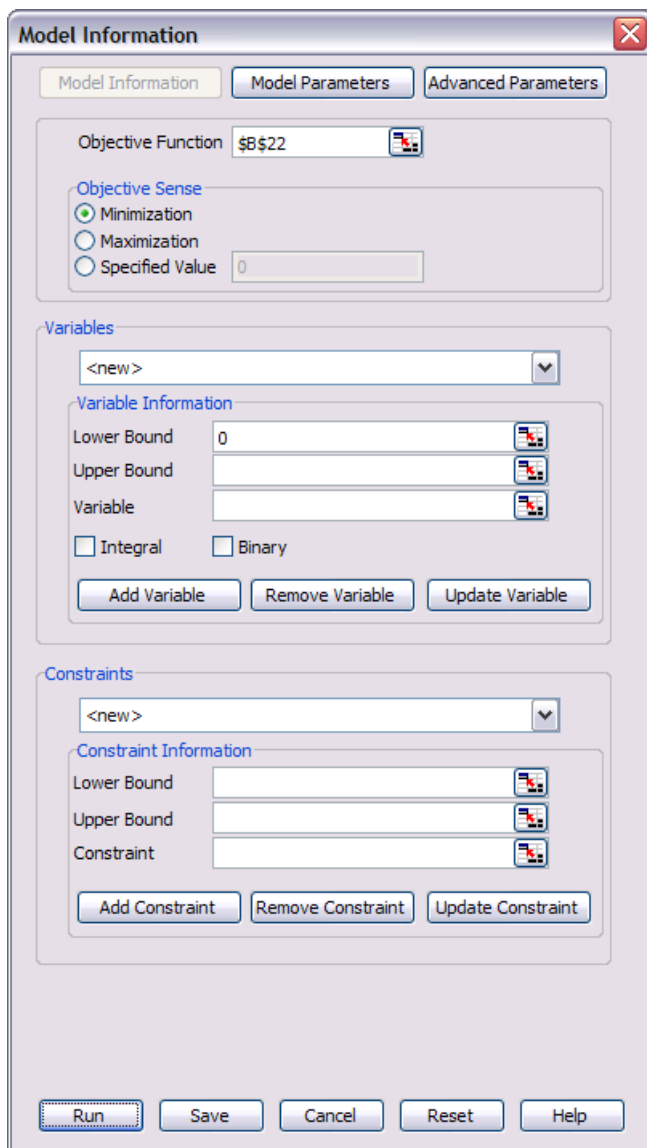 Model Information
Model Information Model Parameters Advanced Parameters
Objective Function $B$22
Objective Sense
Minimization
Maximization
Specified Value 0
Variables
<new>
Variable Information
Lower Bound 0
Upper Bound
Variable
Integral Binary
Add Variable Remove Variable Update Variable
Constraints
<new>
Constraint Information
Lower Bound
Upper Bound
Constraint
Add Constraint Remove Constraint Update Constraint
Run Save Cancel Reset Help